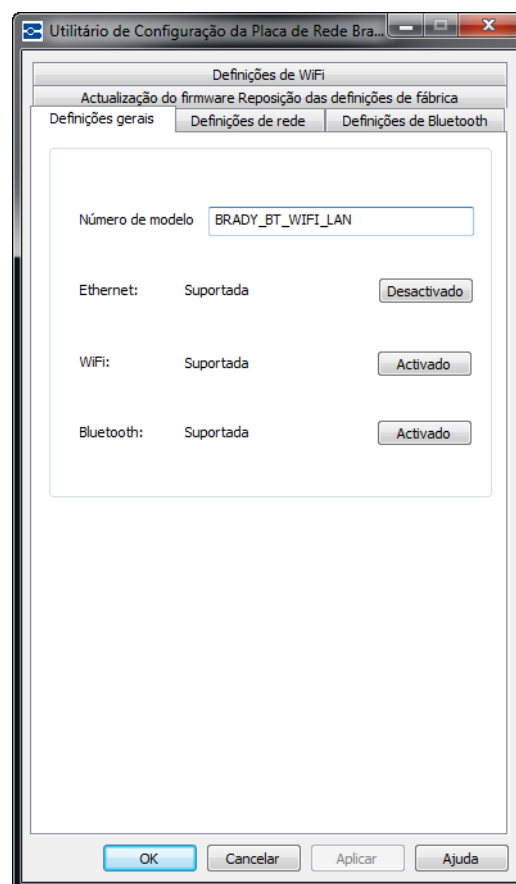 Utilitário de Configuração da Placa de Rede Bra...
Definições de WiFi
Actualização do firmware Reposição das definições de fábrica
Definições gerais Definições de rede Definições de Bluetooth
Número de modelo BRADY_BT_WIFI_LAN
Ethernet: Suportada Desactivado
WiFi: Suportada Activado
Bluetooth: Suportada Activado
OK Cancelar Aplicar Ajuda